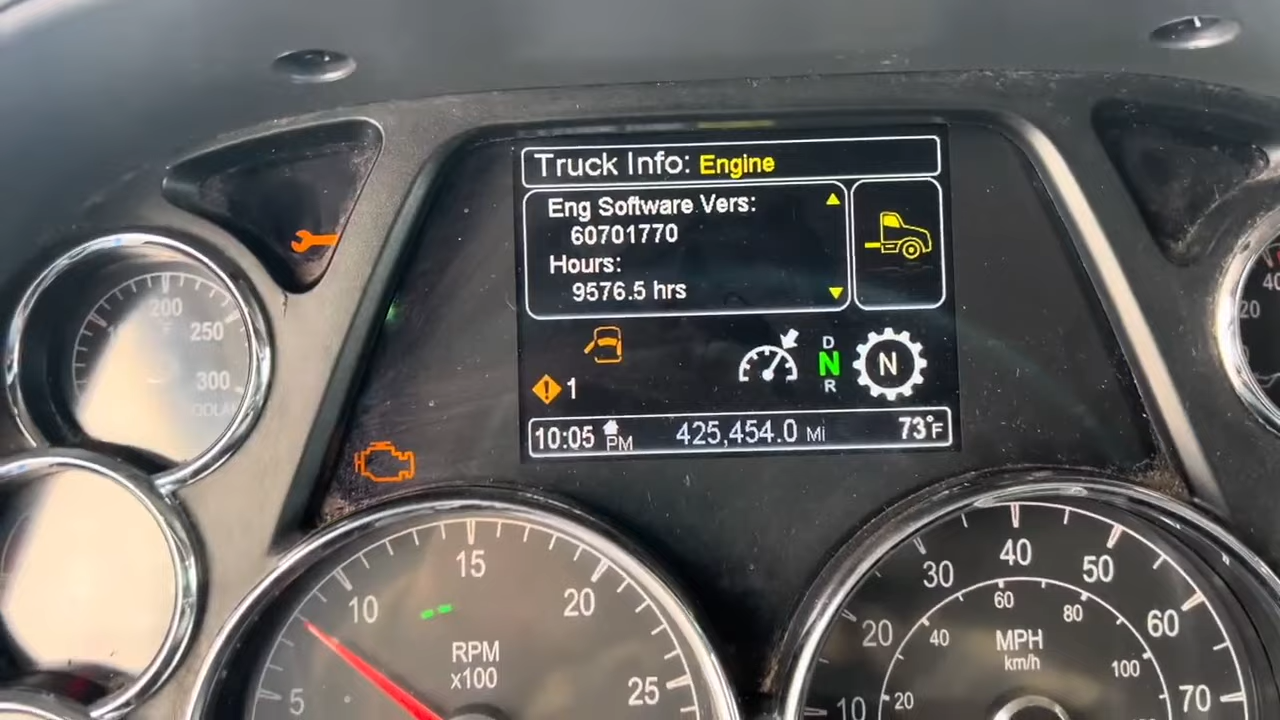 Truck Info: Engine
Eng Software Vers:
60701770
Hours:
9576.5 hrs
D
N
R
N
1
10:05 PM 425,454.0 Mi 73°F
200
250
300
5
10
15
20
25
RPM
x100
10
20
30
40
50
60
70
20
40
60
80
100
MPH
km/h
20